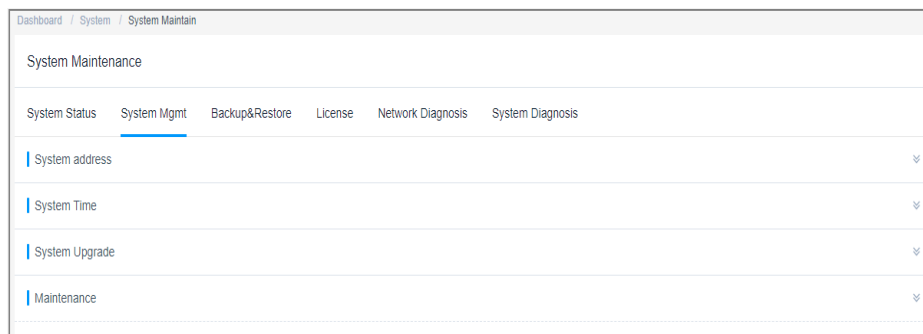 Dashboard / System / System Maintain
System Maintenance
System Status System Mgmt Backup&Restore License Network Diagnosis System Diagnosis
System address
System Time
System Upgrade
Maintenance